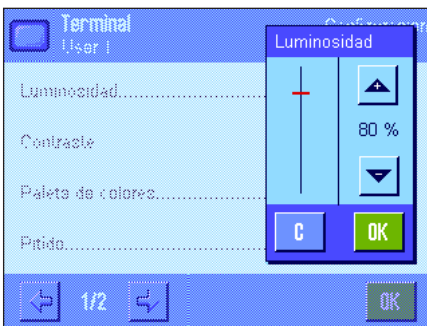 Terminal
User 1
Luminosidad
Luminosidad....................
Contraste
Paleta de colores....................
Pitido....................
80 %
C
OK
1/2
OK